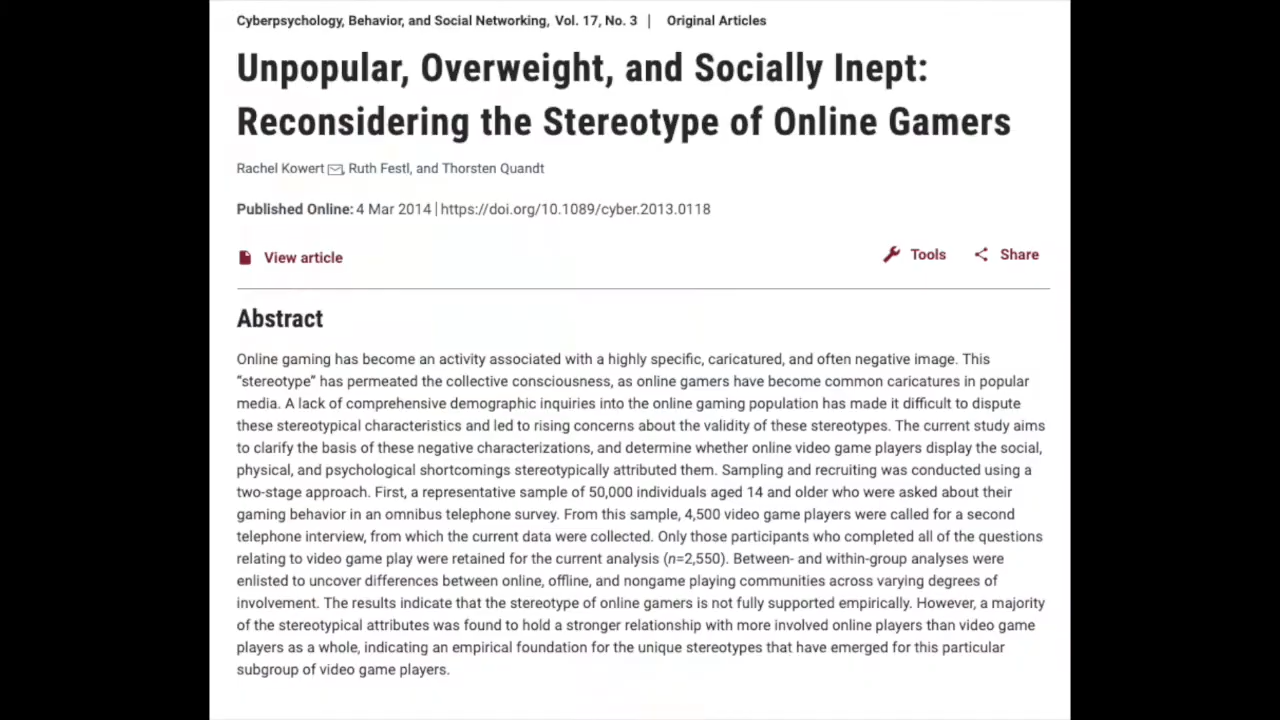 Cyberpsychology, Behavior, and Social Networking, Vol. 17, No. 3 | Original Articles
Unpopular, Overweight, and Socially Inept:
Reconsidering the Stereotype of Online Gamers
Rachel Kowert, Ruth Festl, and Thorsten Quandt
Published Online: 4 Mar 2014 | https://doi.org/10.1089/cyber.2013.0118
View article
Tools
Share
Abstract
Online gaming has become an activity associated with a highly specific, caricatured, and often negative image. This
“stereotype” has permeated the collective consciousness, as online gamers have become common caricatures in popular
media. A lack of comprehensive demographic inquiries into the online gaming population has made it difficult to dispute
these stereotypical characteristics and led to rising concerns about the validity of these stereotypes. The current study aims
to clarify the basis of these negative characterizations, and determine whether online video game players display the social,
physical, and psychological shortcomings stereotypically attributed them. Sampling and recruiting was conducted using a
two-stage approach. First, a representative sample of 50,000 individuals aged 14 and older who were asked about their
gaming behavior in an omnibus telephone survey. From this sample, 4,500 video game players were called for a second
telephone interview, from which the current data were collected. Only those participants who completed all of the questions
relating to video game play were retained for the current analysis (n=2,550). Between- and within-group analyses were
enlisted to uncover differences between online, offline, and nongame playing communities across varying degrees of
involvement. The results indicate that the stereotype of online gamers is not fully supported empirically. However, a majority
of the stereotypical attributes was found to hold a stronger relationship with more involved online players than video game
players as a whole, indicating an empirical foundation for the unique stereotypes that have emerged for this particular
subgroup of video game players.